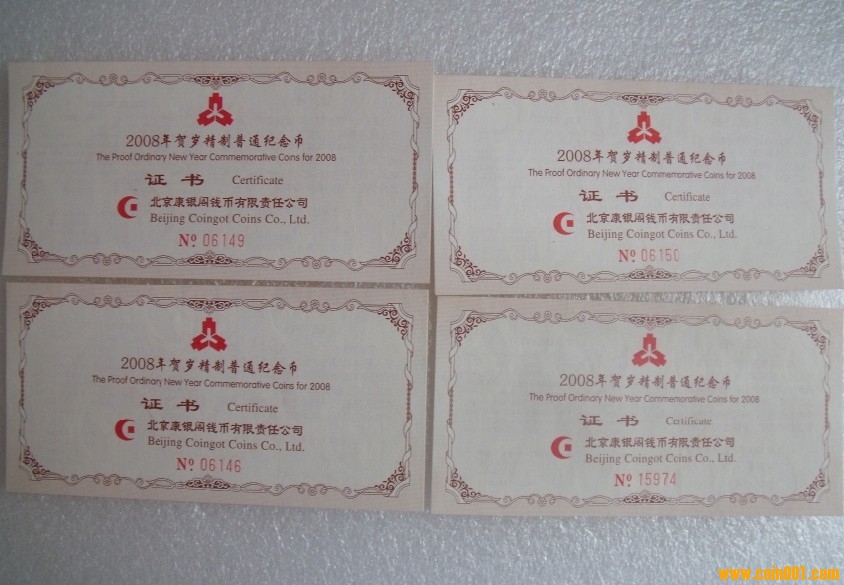 2008年贺岁精制普通纪念币
The Proof Ordinary New Year Commemorative Coins for 2008
证书 Certificate
北京康银阁钱币有限责任公司
Beijing Coingot Coins Co., Ltd.
Nº 06149
2008年贺岁精制普通纪念币
The Proof Ordinary New Year Commemorative Coins for 2008
证书 Certificate
北京康银阁钱币有限责任公司
Beijing Coingot Coins Co., Ltd.
Nº 06150
2008年贺岁精制普通纪念币
The Proof Ordinary New Year Commemorative Coins for 2008
证书 Certificate
北京康银阁钱币有限责任公司
Beijing Coingot Coins Co., Ltd.
Nº 06146
2008年贺岁精制普通纪念币
The Proof Ordinary New Year Commemorative Coins for 2008
证书 Certificate
北京康银阁钱币有限责任公司
Beijing Coingot Coins Co., Ltd.
Nº 15974
www.coin001.com